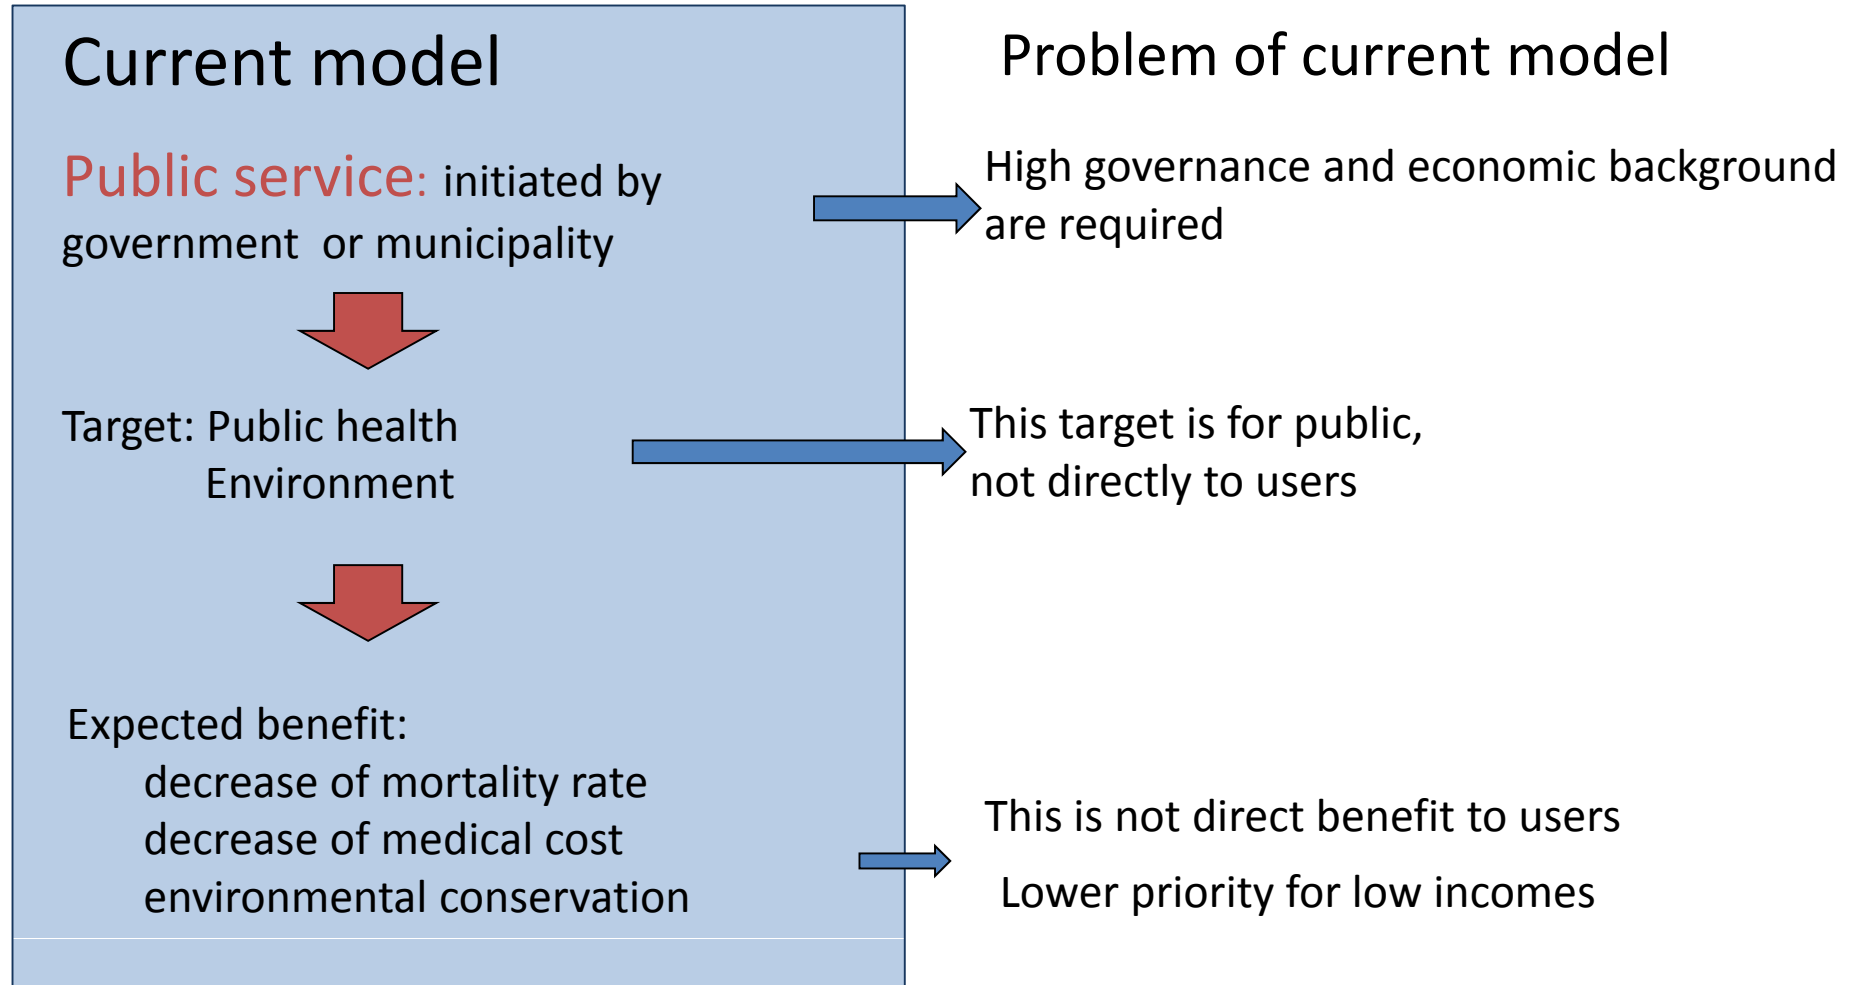 Current model
Public service: initiated by
government or municipality
Target: Public health
Environment
Expected benefit:
decrease of mortality rate
decrease of medical cost
environmental conservation
Problem of current model
High governance and economic background
are required
This target is for public,
not directly to users
This is not direct benefit to users
Lower priority for low incomes